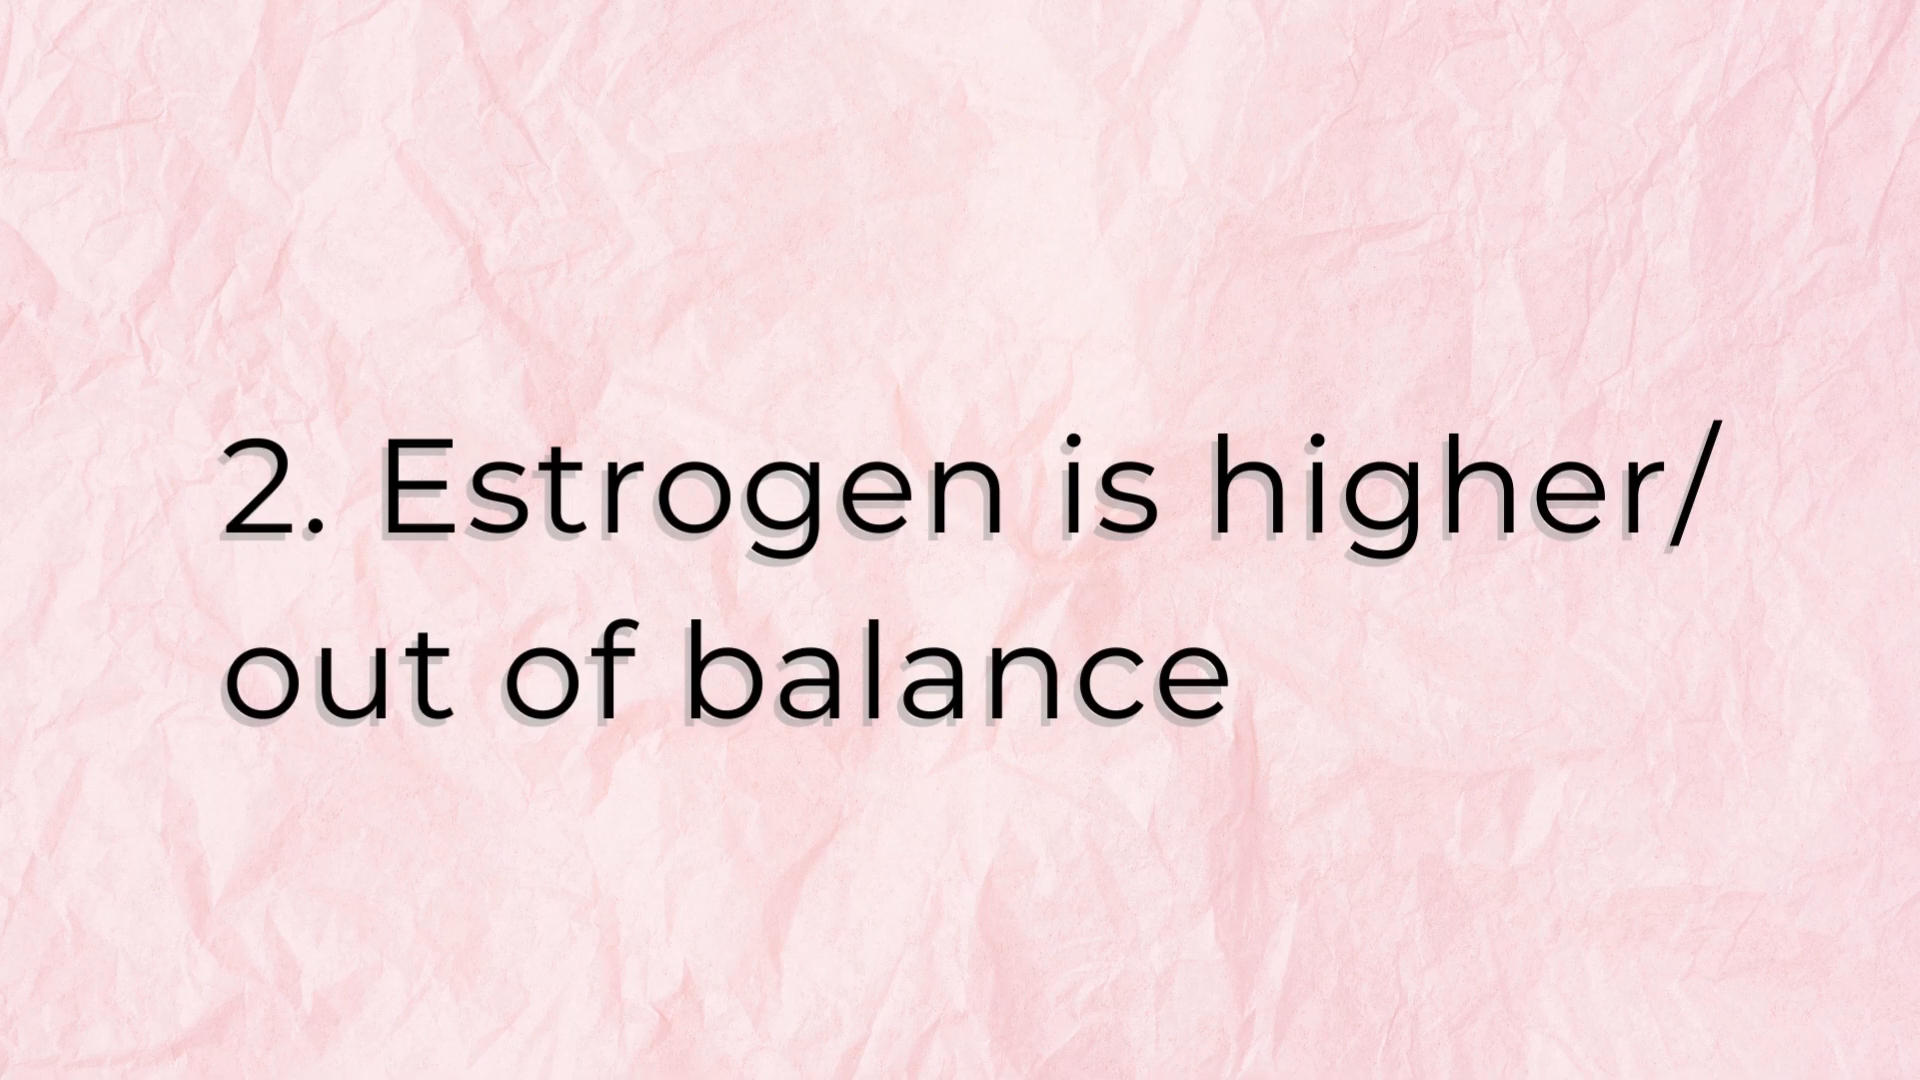 2. Estrogen is higher/
out of balance